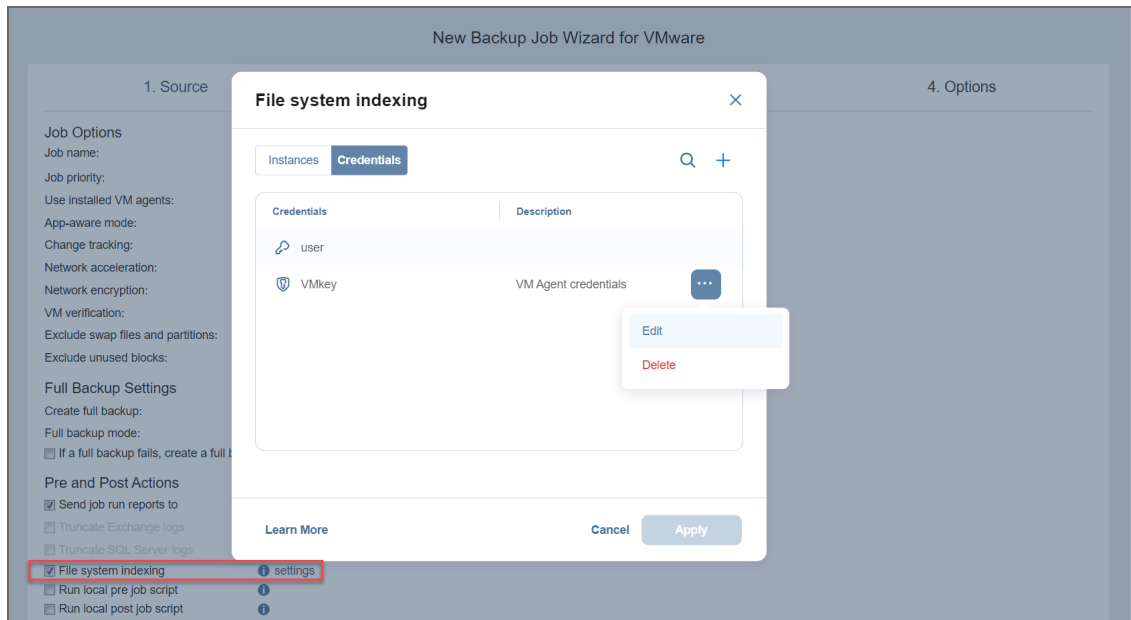 New Backup Job Wizard for VMware
1. Source
4. Options
Job Options
Job name:
Job priority:
Use installed VM agents:
App-aware mode:
Change tracking:
Network acceleration:
Network encryption:
VM verification:
Exclude swap files and partitions:
Exclude unused blocks:
Full Backup Settings
Create full backup:
Full backup mode:
If a full backup fails, create a full b
Pre and Post Actions
Send job run reports to
Truncate Exchange logs
Truncate SQL Server logs
File system indexing settings
Run local pre job script
Run local post job script
File system indexing
Instances Credentials
Credentials Description
user
VMkey VM Agent credentials
Edit
Delete
Learn More Cancel Apply